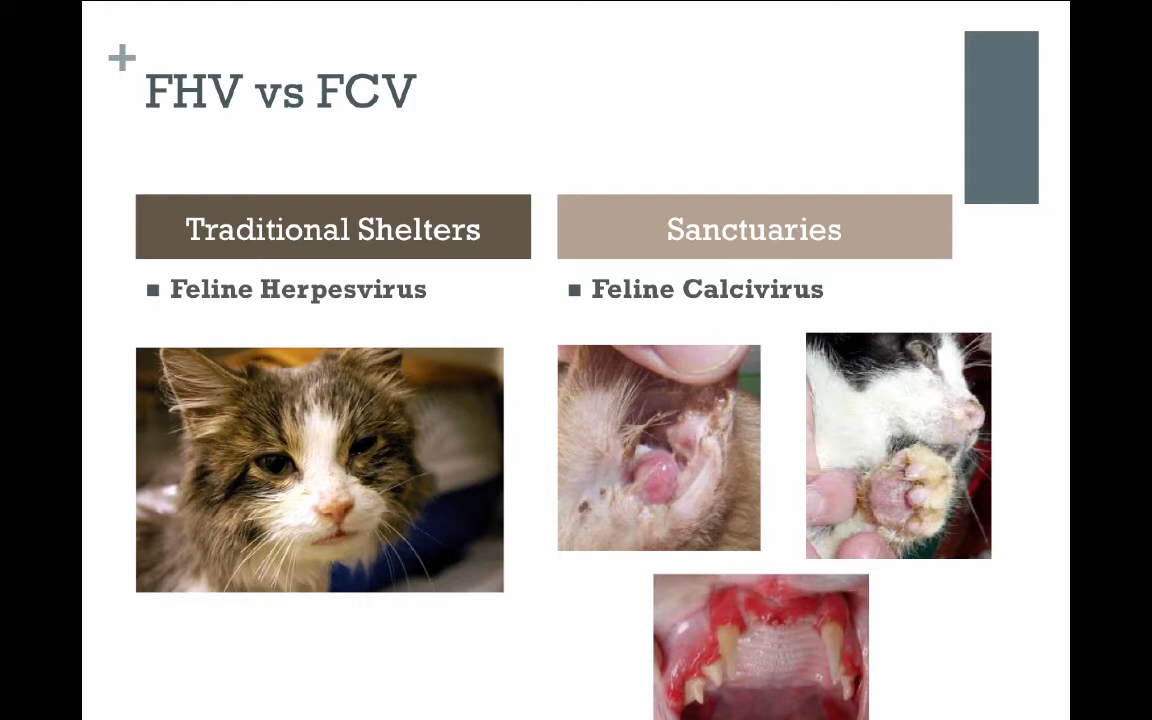 FHV vs FCV
Traditional Shelters
Sanctuaries
Feline Herpesvirus
Feline Calcivirus